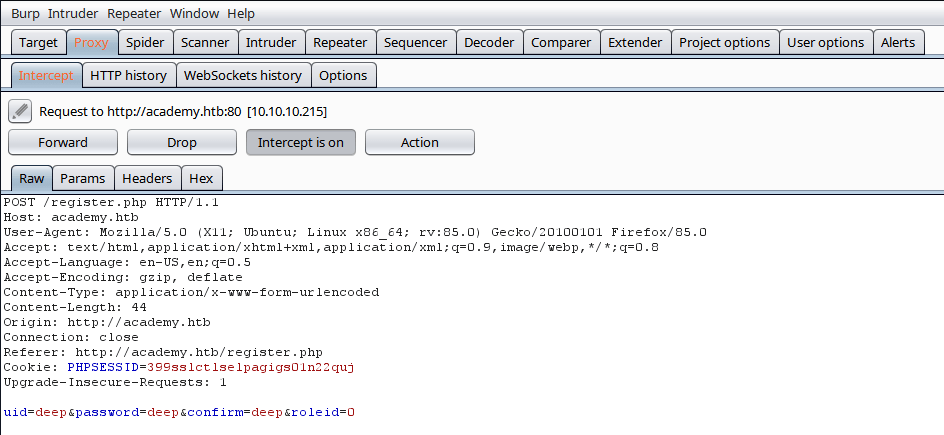 Burp Intruder Repeater Window Help
Target Proxy Spider Scanner Intruder Repeater Sequencer Decoder Comparer Extender Project options User options Alerts
Intercept HTTP history WebSockets history Options
Request to http://academy.htb:80 [10.10.10.215]
Forward Drop Intercept is on Action
Raw Params Headers Hex
POST /register.php HTTP/1.1
Host: academy.htb
User-Agent: Mozilla/5.0 (X11; Ubuntu; Linux x86_64; rv:85.0) Gecko/20100101 Firefox/85.0
Accept: text/html,application/xhtml+xml,application/xml;q=0.9,image/webp,*/*;q=0.8
Accept-Language: en-US,en;q=0.5
Accept-Encoding: gzip, deflate
Content-Type: application/x-www-form-urlencoded
Content-Length: 44
Origin: http://academy.htb
Connection: close
Referer: http://academy.htb/register.php
Cookie: PHPSESSID=399sslctlselpagigs01n22quj
Upgrade-Insecure-Requests: 1
uid=deep&password=deep&confirm=deep&roleid=0